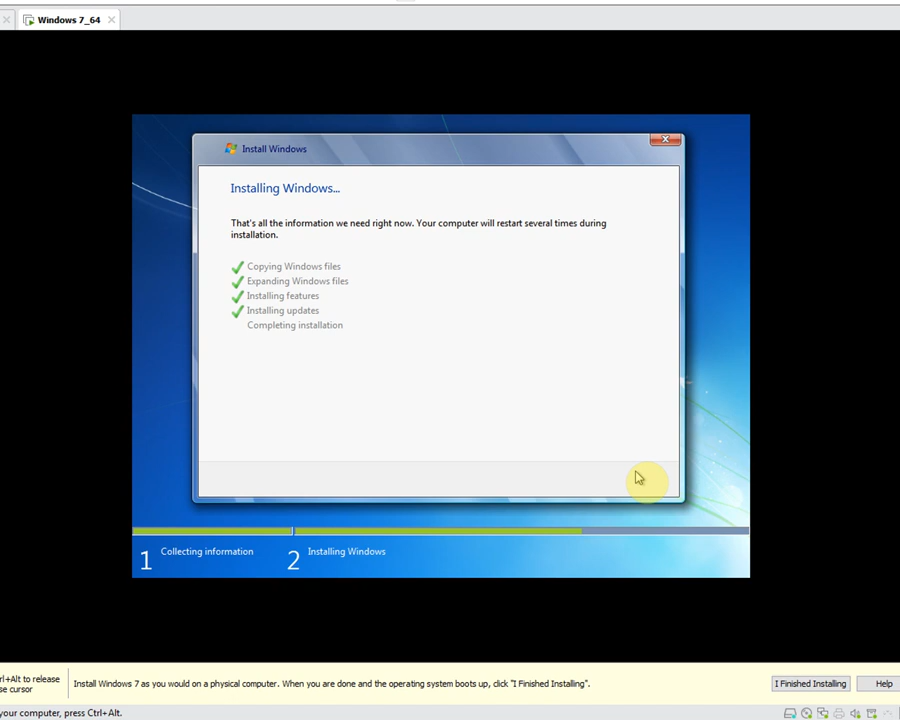 Windows 7_64
Install Windows
Installing Windows...
That's all the information we need right now. Your computer will restart several times during
installation.
Copying Windows files
Expanding Windows files
Installing features
Installing updates
Completing installation
1 Collecting information
2 Installing Windows
rl+Alt to release
se cursor
Install Windows 7 as you would on a physical computer. When you are done and the operating system boots up, click "I Finished Installing".
I Finished Installing
Help
your computer, press Ctrl+Alt.